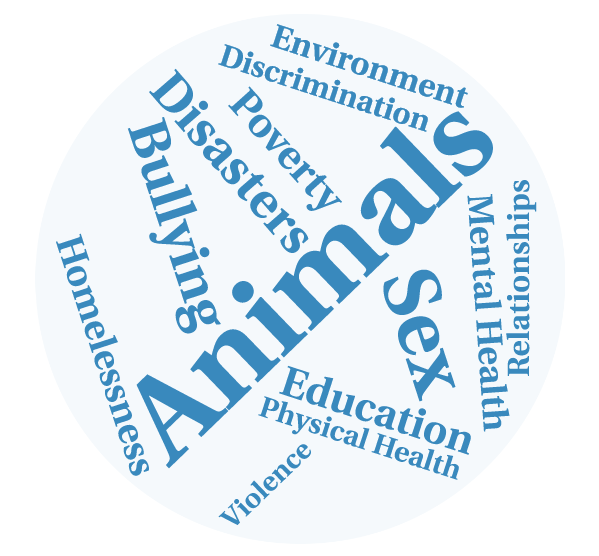 Environment
Discrimination
Disasters
Poverty
Bullying
Animals
Relationships
Mental Health
Sex
Homelessness
Education
Physical Health
Violence